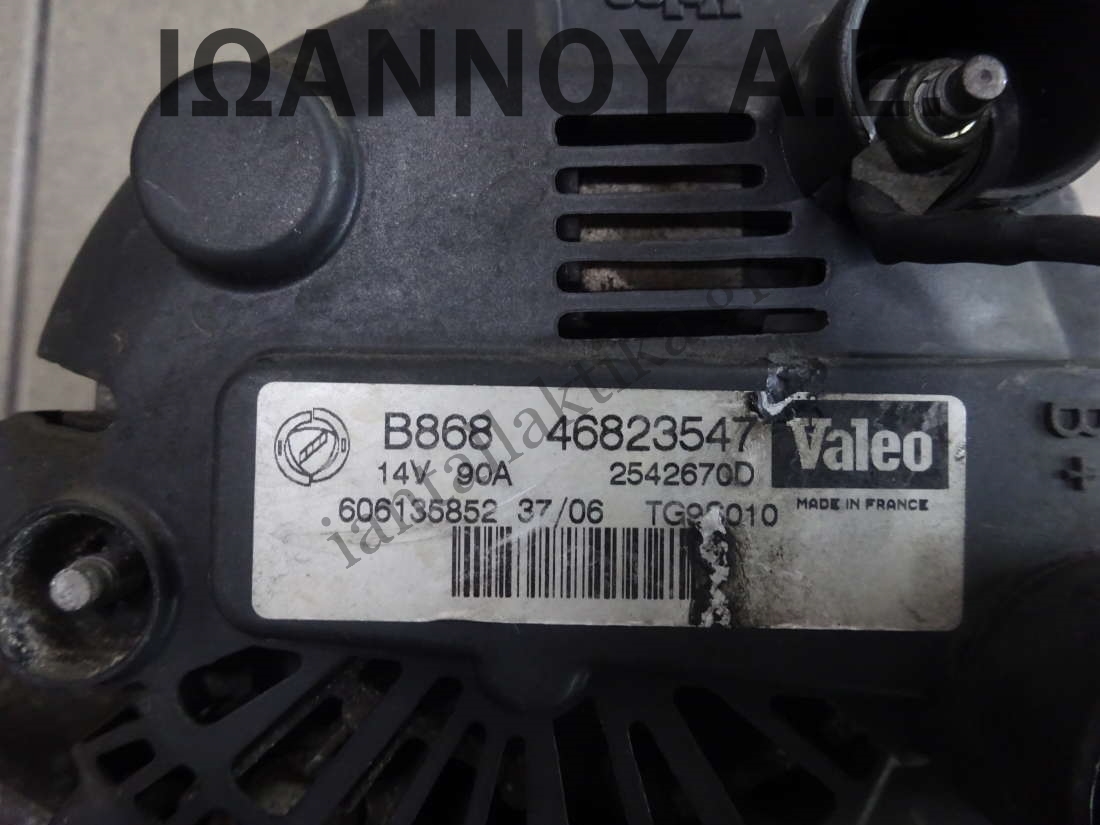 ΙΩΑΝΝΟΥ Α.Ε.
B868 46823547
14V 90A 2542670D
Valeo
606135852 37/06
MADE IN FRANCE
B+